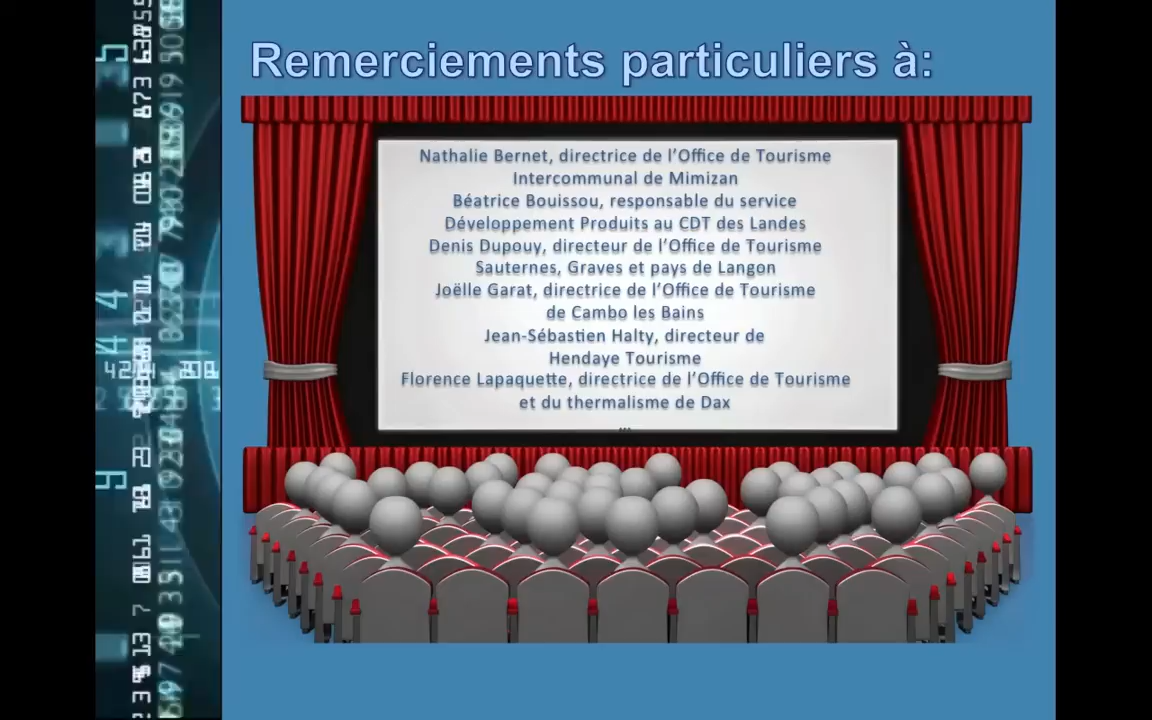 Remerciements particuliers à:
Nathalie Bernet, directrice de l'Office de Tourisme
Intercommunal de Mimizan
Béatrice Bouissou, responsable du service
Développement Produits au CDT des Landes
Denis Dupouy, directeur de l'Office de Tourisme
Sauternes, Graves et pays de Langon
Joëlle Garat, directrice de l'Office de Tourisme
de Cambo les Bains
Jean-Sébastien Halty, directeur de
Hendaye Tourisme
Florence Lapaquette, directrice de l'Office de Tourisme
et du thermalisme de Dax
...